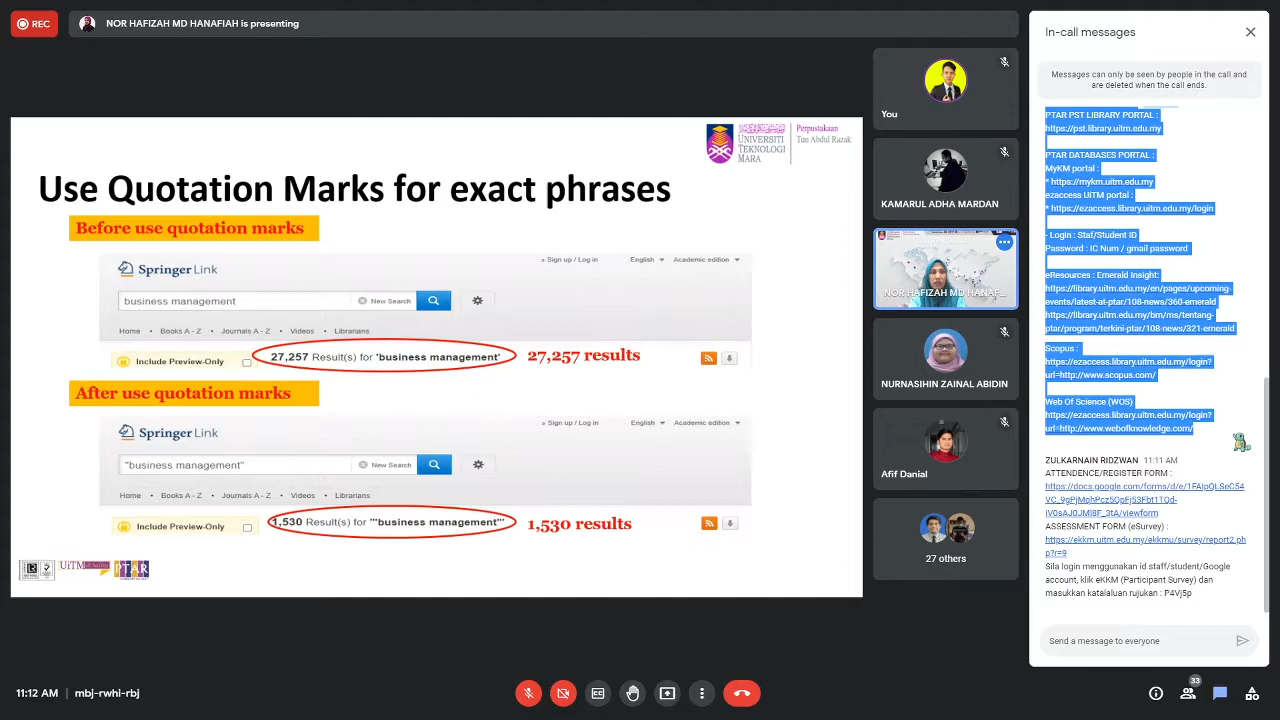 REC
NOR HAFIZAH MD HANAFIAH is presenting
UNIVERSITI
TEKNOLOGI
MARA
Perpustakaan
Tun Abdul Razak
Use Quotation Marks for exact phrases
Before use quotation marks
» Sign up / Log in English Academic edition
Springer Link
business management New Search
Home • Books A - Z • Journals A - Z • Videos • Librarians
Include Preview-Only 27,257 Result(s) for 'business management' 27,257 results
After use quotation marks
» Sign up / Log in English Academic edition
Springer Link
"business management" New Search
Home • Books A - Z • Journals A - Z • Videos • Librarians
Include Preview-Only 1,530 Result(s) for '"business management"' 1,530 results
UiTM
PTAR
You
KAMARUL ADHA MARDAN
NOR HAFIZAH MD HANAF...
NURNASIHIN ZAINAL ABIDIN
Afif Danial
27 others
In-call messages
Messages can only be seen by people in the call and
are deleted when the call ends.
PTAR PST LIBRARY PORTAL :
https://pst.library.uitm.edu.my
PTAR DATABASES PORTAL :
MyKM portal :
* https://mykm.uitm.edu.my
ezaccess UiTM portal :
* https://ezaccess.library.uitm.edu.my/login
- Login : Staf/Student ID
Password : IC Num / gmail password
eResources : Emerald Insight:
https://library.uitm.edu.my/en/pages/upcoming-
events/latest-at-ptar/108-news/360-emerald
https://library.uitm.edu.my/bm/ms/tentang-
ptar/program/terkini-ptar/108-news/321-emerald
Scopus :
https://ezaccess.library.uitm.edu.my/login?
url=http://www.scopus.com/
Web Of Science (WOS)
https://ezaccess.library.uitm.edu.my/login?
url=http://www.webofknowledge.com/
ZULKARNAIN RIDZWAN 11:11 AM
ATTENDENCE/REGISTER FORM :
https://docs.google.com/forms/d/e/1FAIpQLSeC54
VC_9gPjMqhPcz5QpFj53Fbt1TQd-
iV0sAJ0JMl8F_3tA/viewform
ASSESSMENT FORM (eSurvey) :
https://ekkm.uitm.edu.my/ekkmu/survey/report2.ph
p?r=9
Sila login menggunakan id staff/student/Google
account, klik eKKM (Participant Survey) dan
masukkan katalaluan rujukan : P4Vj5p
Send a message to everyone
11:12 AM | mbj-rwhi-rbj
33